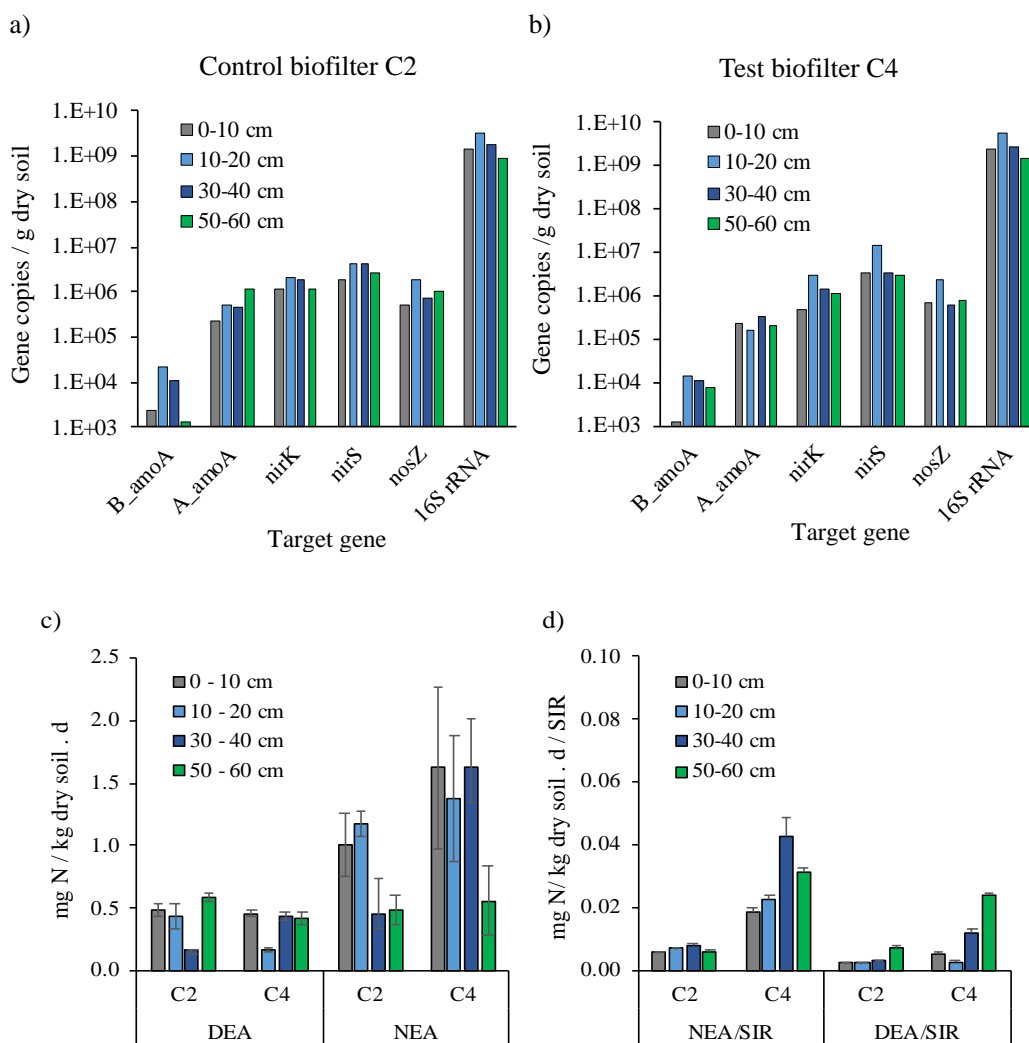 a)
Control biofilter C2
Gene copies / g dry soil
1.E+10
1.E+09
1.E+08
1.E+07
1.E+06
1.E+05
1.E+04
1.E+03
0-10 cm
10-20 cm
30-40 cm
50-60 cm
B_amoA
A_amoA
nirK
nirS
nosZ
16S rRNA
Target gene
b)
Test biofilter C4
Gene copies /g dry soil
1.E+10
1.E+09
1.E+08
1.E+07
1.E+06
1.E+05
1.E+04
1.E+03
0-10 cm
10-20 cm
30-40 cm
50-60 cm
B_amoA
A_amoA
nirK
nirS
nosZ
16S rRNA
Target gene
c)
mg N / kg dry soil . d
2.5
2.0
1.5
1.0
0.5
0.0
0 - 10 cm
10 - 20 cm
30 - 40 cm
50 - 60 cm
C2
C4
C2
C4
DEA
NEA
d)
mg N/ kg dry soil . d / SIR
0.10
0.08
0.06
0.04
0.02
0.00
0-10 cm
10-20 cm
30-40 cm
50-60 cm
C2
C4
C2
C4
NEA/SIR
DEA/SIR